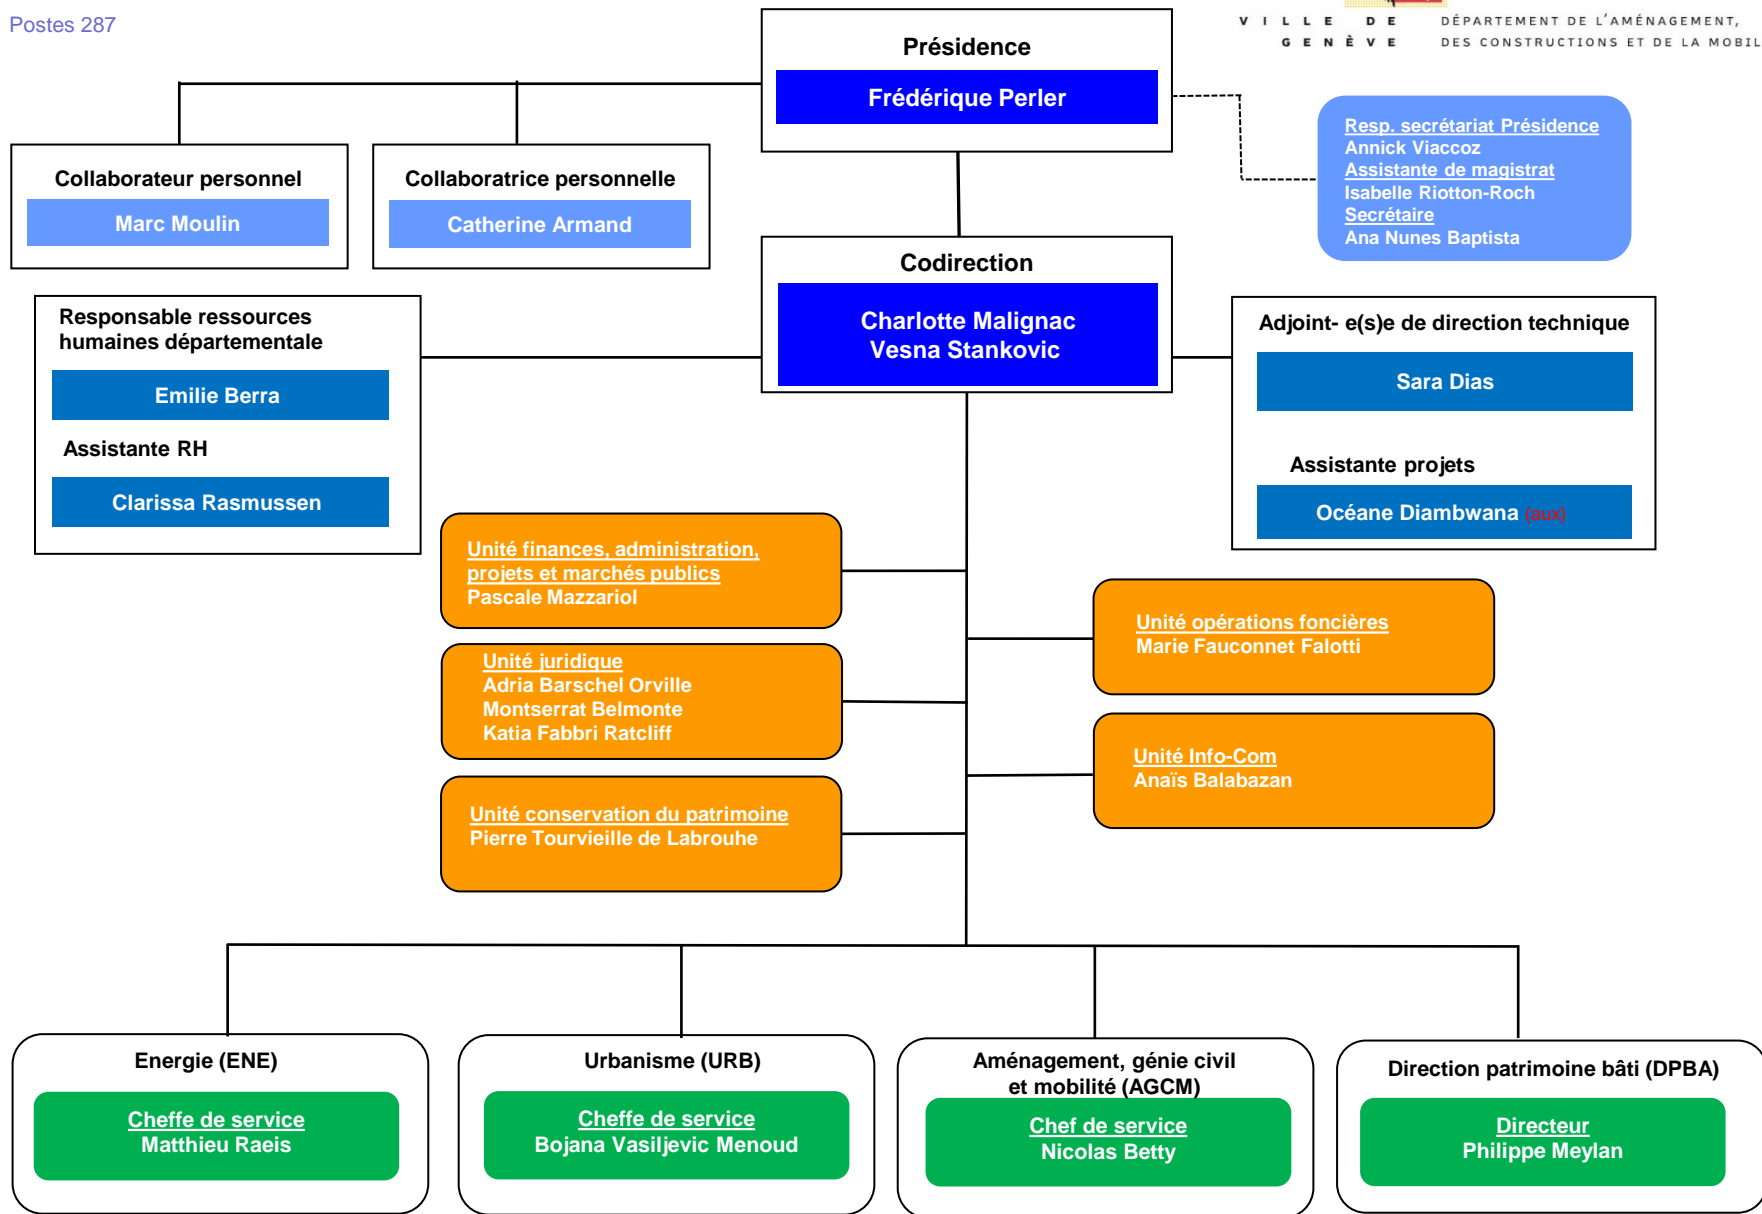 Postes 287
VILLE DE GENÈVE
DÉPARTEMENT DE L'AMÉNAGEMENT,
DES CONSTRUCTIONS ET DE LA MOBIL
Présidence
Frédérique Perler
Resp. secrétariat Présidence
Annick Viaccoz
Assistante de magistrat
Isabelle Riotton-Roch
Secrétaire
Ana Nunes Baptista
Collaborateur personnel
Marc Moulin
Collaboratrice personnelle
Catherine Armand
Codirection
Charlotte Malignac
Vesna Stankovic
Responsable ressources
humaines départementale
Emilie Berra
Assistante RH
Clarissa Rasmussen
Adjoint- e(s)e de direction technique
Sara Dias
Assistante projets
Océane Diambwana (aux)
Unité finances, administration,
projets et marchés publics
Pascale Mazzariol
Unité opérations foncières
Marie Fauconnet Falotti
Unité juridique
Adria Barschel Orville
Montserrat Belmonte
Katia Fabbri Ratcliff
Unité Info-Com
Anaïs Balabazan
Unité conservation du patrimoine
Pierre Tourvieille de Labrouhe
Energie (ENE)
Cheffe de service
Matthieu Raeis
Urbanisme (URB)
Cheffe de service
Bojana Vasiljevic Menoud
Aménagement, génie civil
et mobilité (AGCM)
Chef de service
Nicolas Betty
Direction patrimoine bâti (DPBA)
Directeur
Philippe Meylan